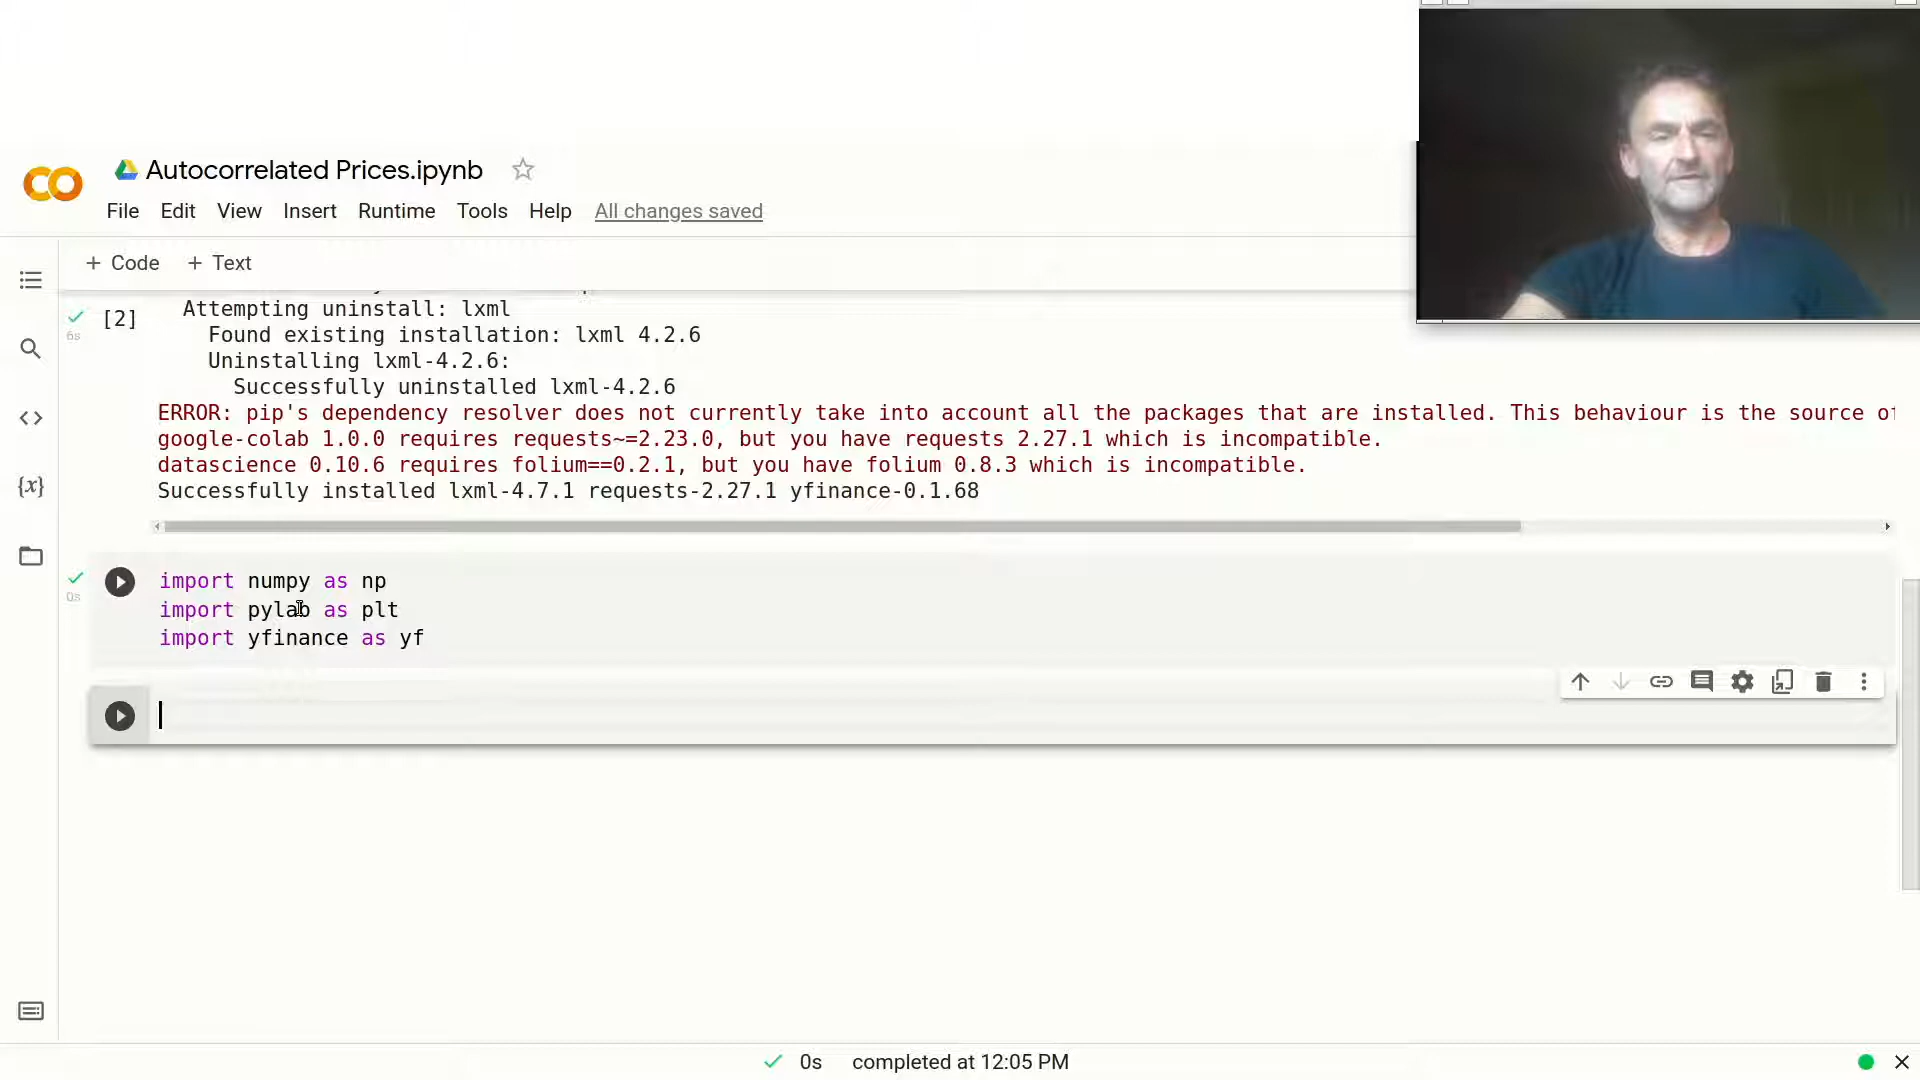 Autocorrelated Prices.ipynb
File Edit View Insert Runtime Tools Help All changes saved
+ Code + Text
[2]
Attempting uninstall: lxml
Found existing installation: lxml 4.2.6
Uninstalling lxml-4.2.6:
Successfully uninstalled lxml-4.2.6
ERROR: pip's dependency resolver does not currently take into account all the packages that are installed. This behaviour is the source of
google-colab 1.0.0 requires requests~=2.23.0, but you have requests 2.27.1 which is incompatible.
datascience 0.10.6 requires folium==0.2.1, but you have folium 0.8.3 which is incompatible.
Successfully installed lxml-4.7.1 requests-2.27.1 yfinance-0.1.68
6s
import numpy as np
import pylab as plt
import yfinance as yf
0s
{x}
0s completed at 12:05 PM